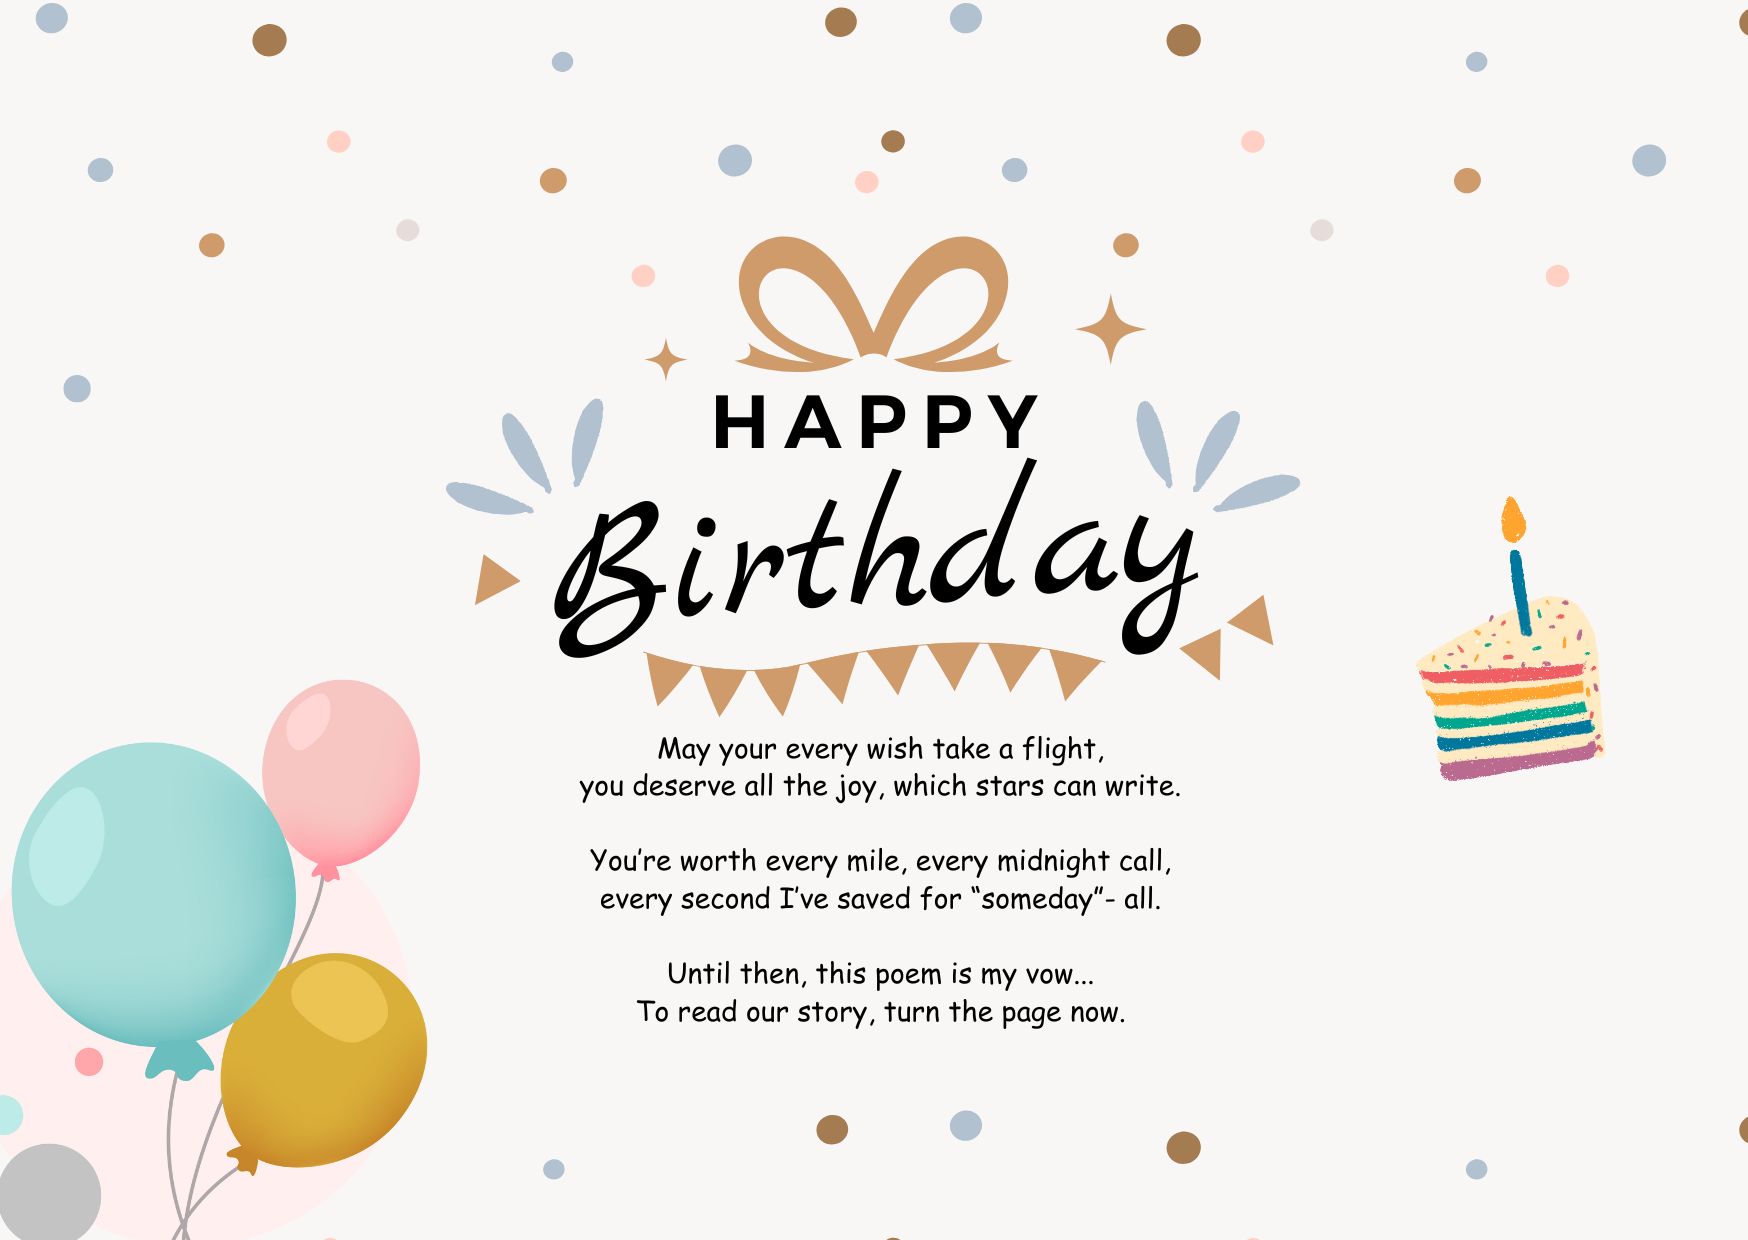 HAPPY
Birthday
May your every wish take a flight,
you deserve all the joy, which stars can write.
You’re worth every mile, every midnight call,
every second I’ve saved for “someday”- all.
Until then, this poem is my vow...
To read our story, turn the page now.